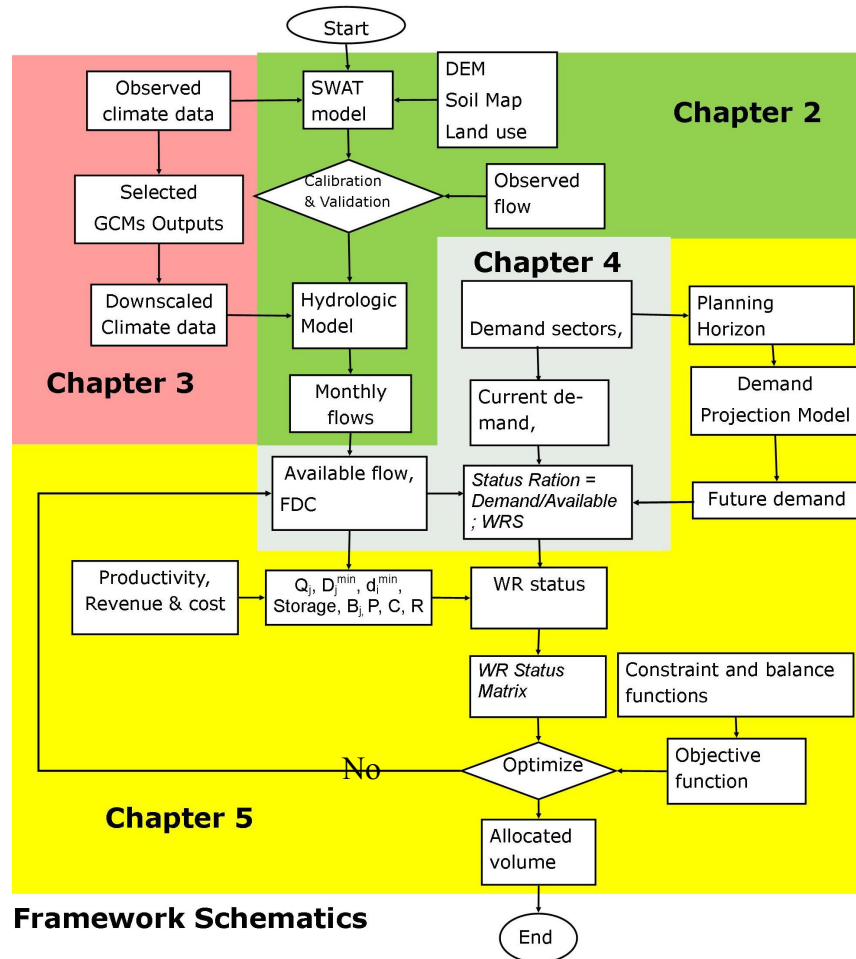 Start
Observed
climate data
SWAT
model
DEM
Soil Map
Land use
Chapter 2
Selected
GCMs Outputs
Calibration
& Validation
Observed
flow
Chapter 4
Downscaled
Climate data
Hydrologic
Model
Demand sectors,
Planning
Horizon
Chapter 3
Monthly
flows
Current de-
mand,
Demand
Projection Model
Available flow,
FDC
Status Ration =
Demand/Available
; WRS
Future demand
Productivity,
Revenue & cost
Qj, Dj^min, di^min,
Storage, Bj, P, C, R
WR status
WR Status
Matrix
Constraint and balance
functions
No
Optimize
Objective
function
Chapter 5
Allocated
volume
Framework Schematics
End